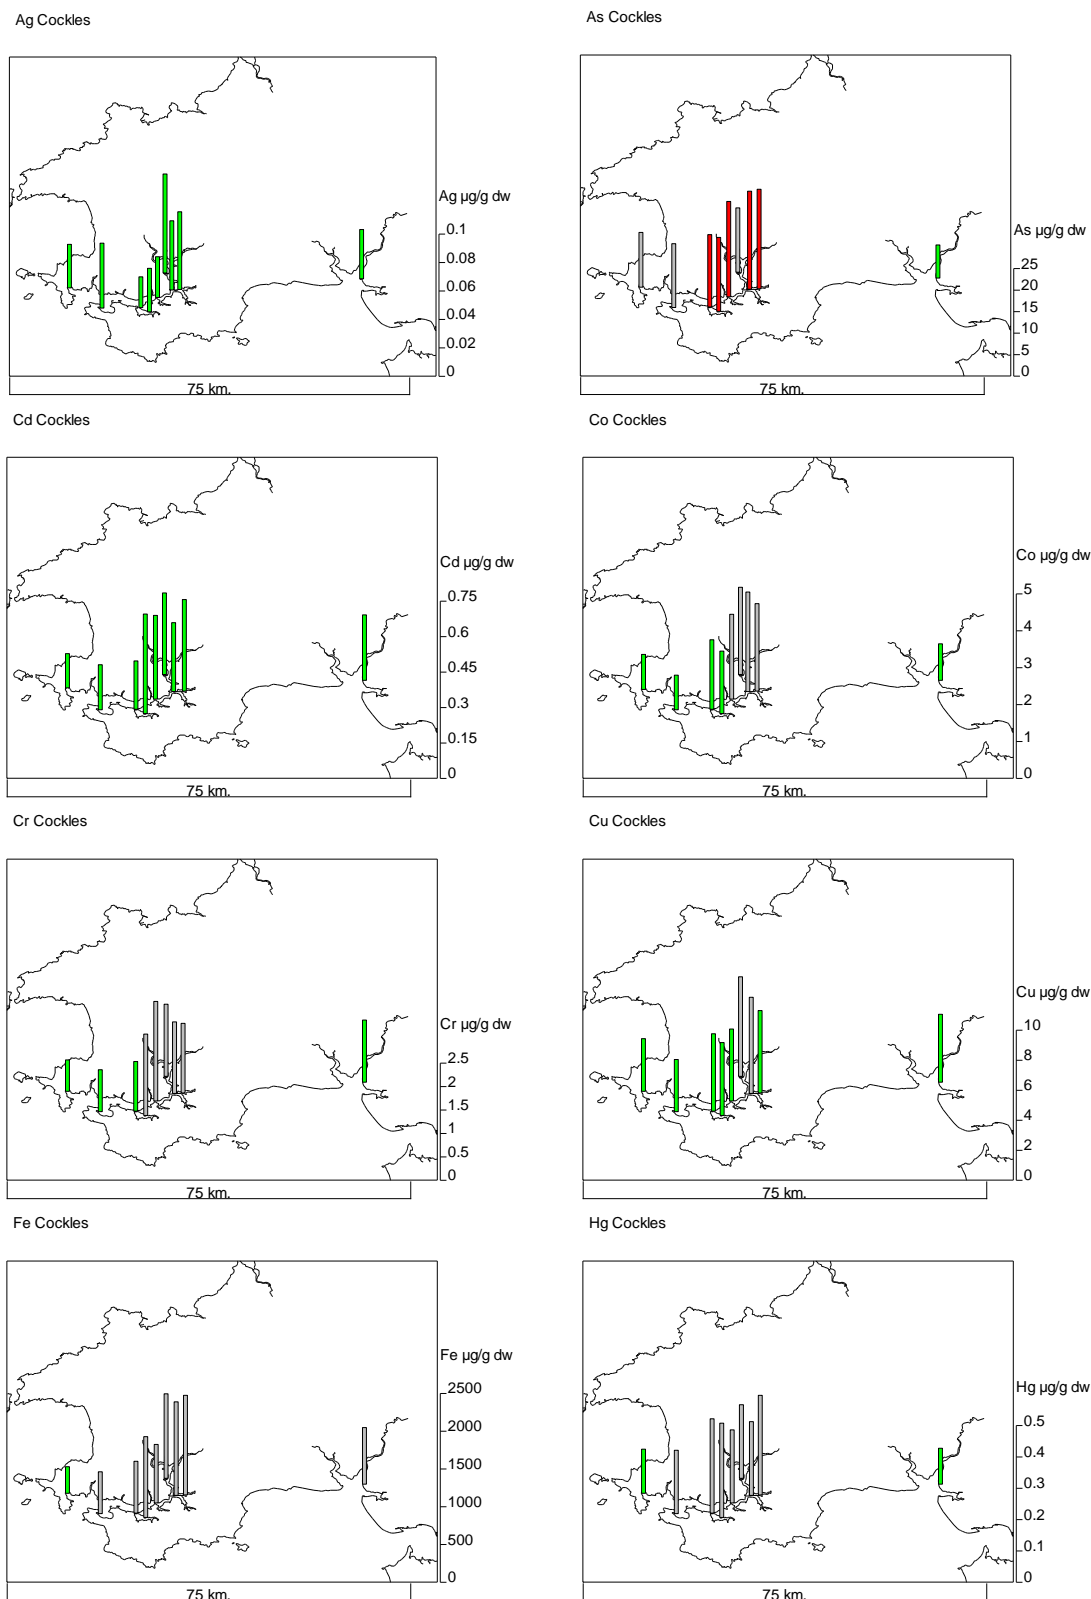 Ag Cockles
Ag µg/g dw
0.1
0.08
0.06
0.04
0.02
0
75 km.
As Cockles
As µg/g dw
25
20
15
10
5
0
75 km.
Cd Cockles
Cd µg/g dw
0.75
0.6
0.45
0.3
0.15
0
75 km.
Co Cockles
Co µg/g dw
5
4
3
2
1
0
75 km.
Cr Cockles
Cr µg/g dw
2.5
2
1.5
1
0.5
0
75 km.
Cu Cockles
Cu µg/g dw
10
8
6
4
2
0
75 km.
Fe Cockles
Fe µg/g dw
2500
2000
1500
1000
500
0
75 km.
Hg Cockles
Hg µg/g dw
0.5
0.4
0.3
0.2
0.1
0
75 km.